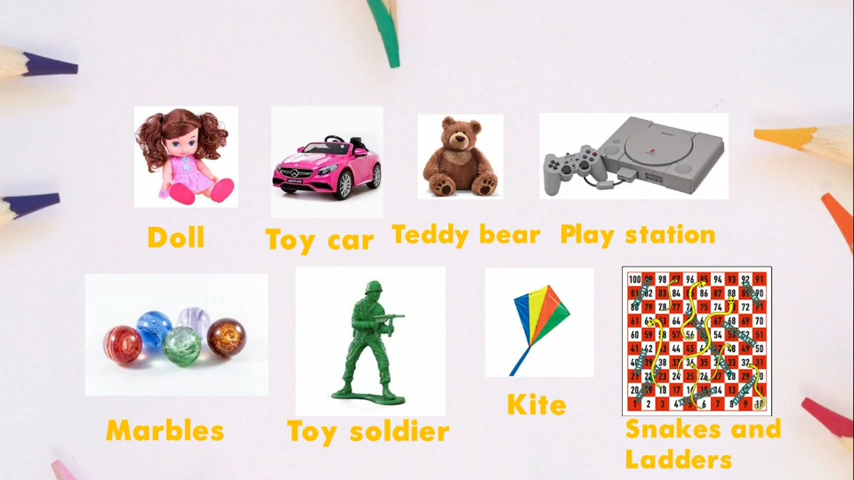 Doll
Toy car
Teddy bear
Play station
Marbles
Toy soldier
Kite
Snakes and
Ladders